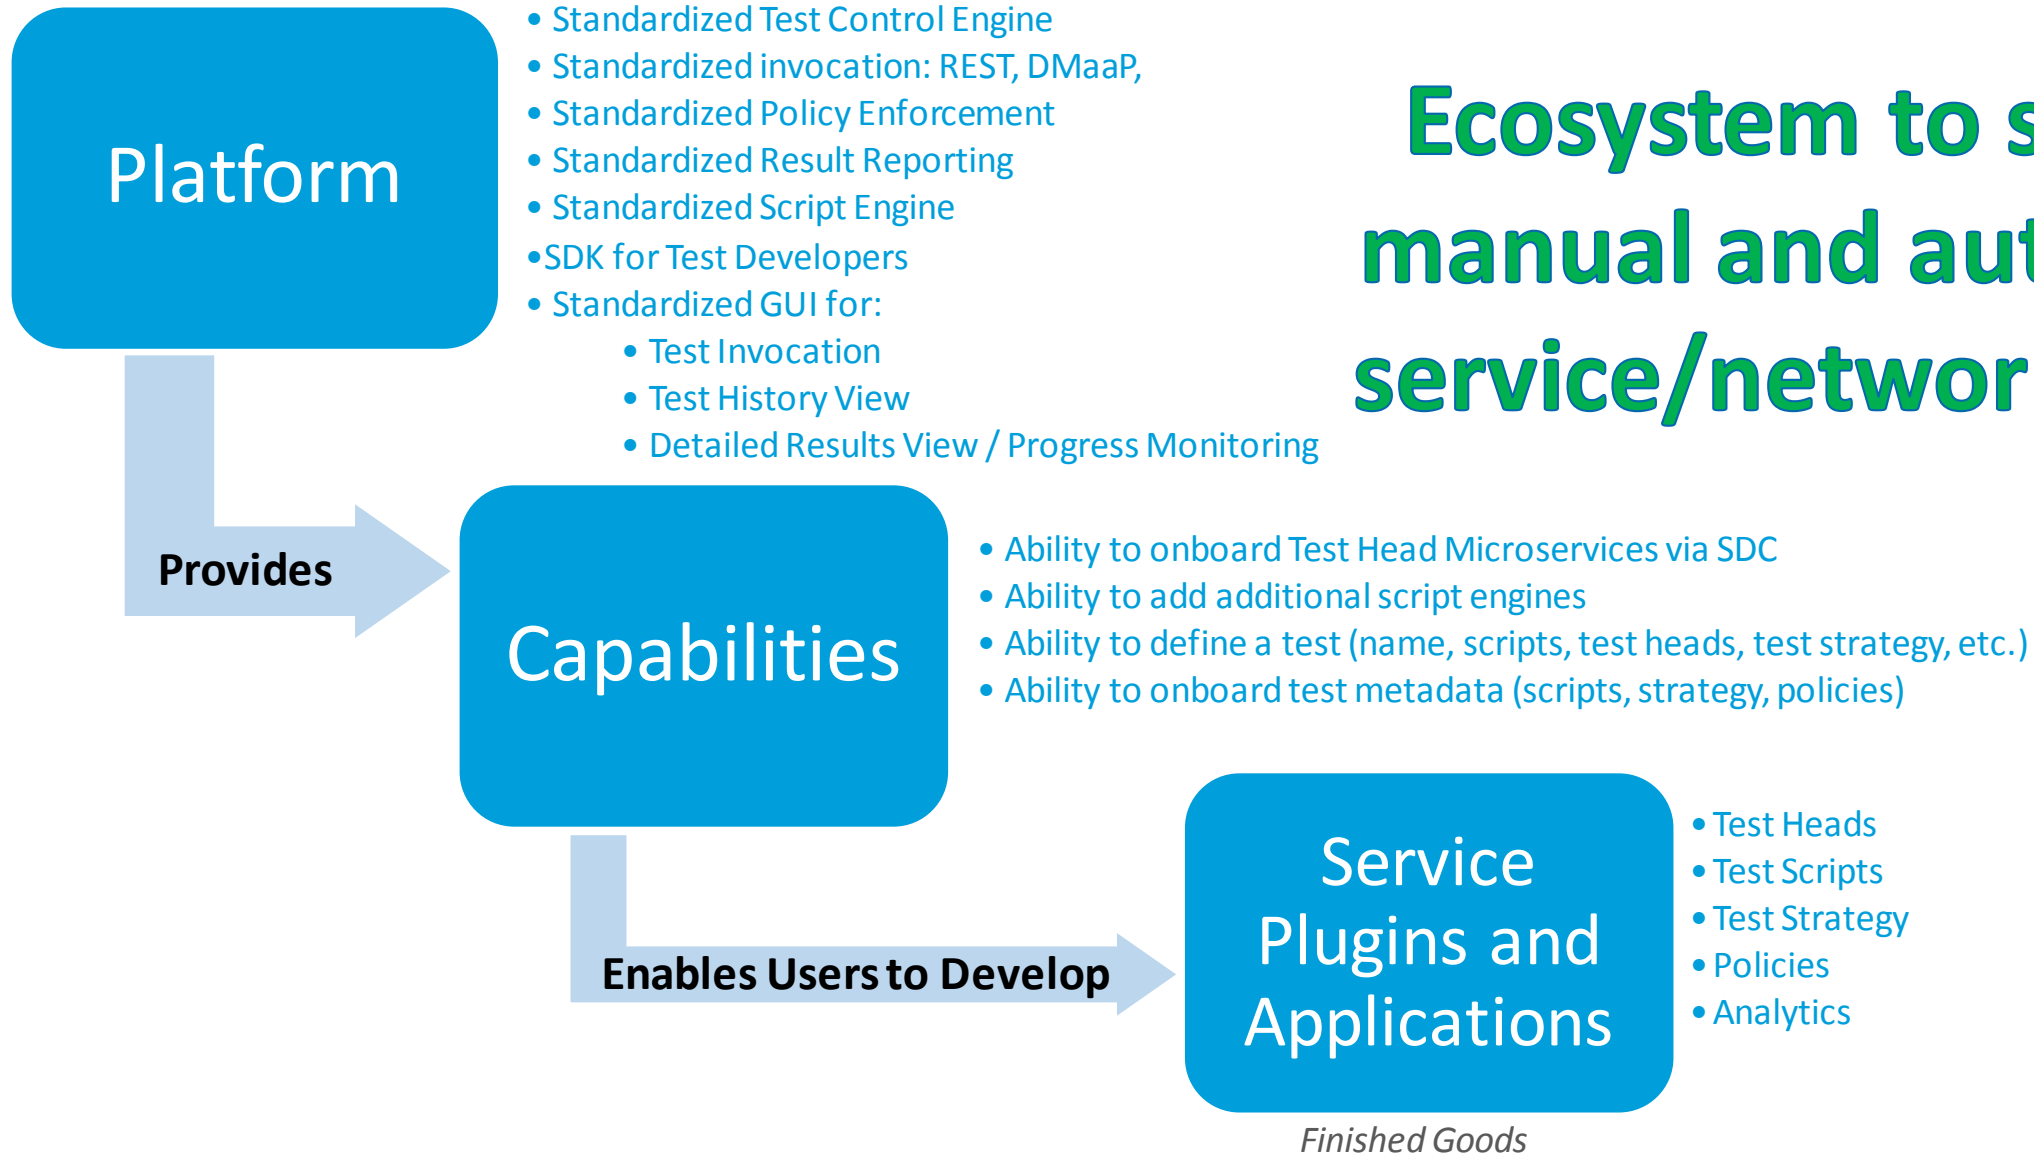 Platform
• Standardized Test Control Engine
• Standardized invocation: REST, DMaaP,
• Standardized Policy Enforcement
• Standardized Result Reporting
• Standardized Script Engine
•SDK for Test Developers
• Standardized GUI for:
• Test Invocation
• Test History View
• Detailed Results View / Progress Monitoring
Ecosystem to
manual and
service/networ
Provides
Capabilities
• Ability to onboard Test Head Microservices via SDC
• Ability to add additional script engines
• Ability to define a test (name, scripts, test heads, test strategy, etc.)
• Ability to onboard test metadata (scripts, strategy, policies)
Enables Users to Develop
Service
Plugins and
Applications
• Test Heads
• Test Scripts
• Test Strategy
• Policies
• Analytics
Finished Goods